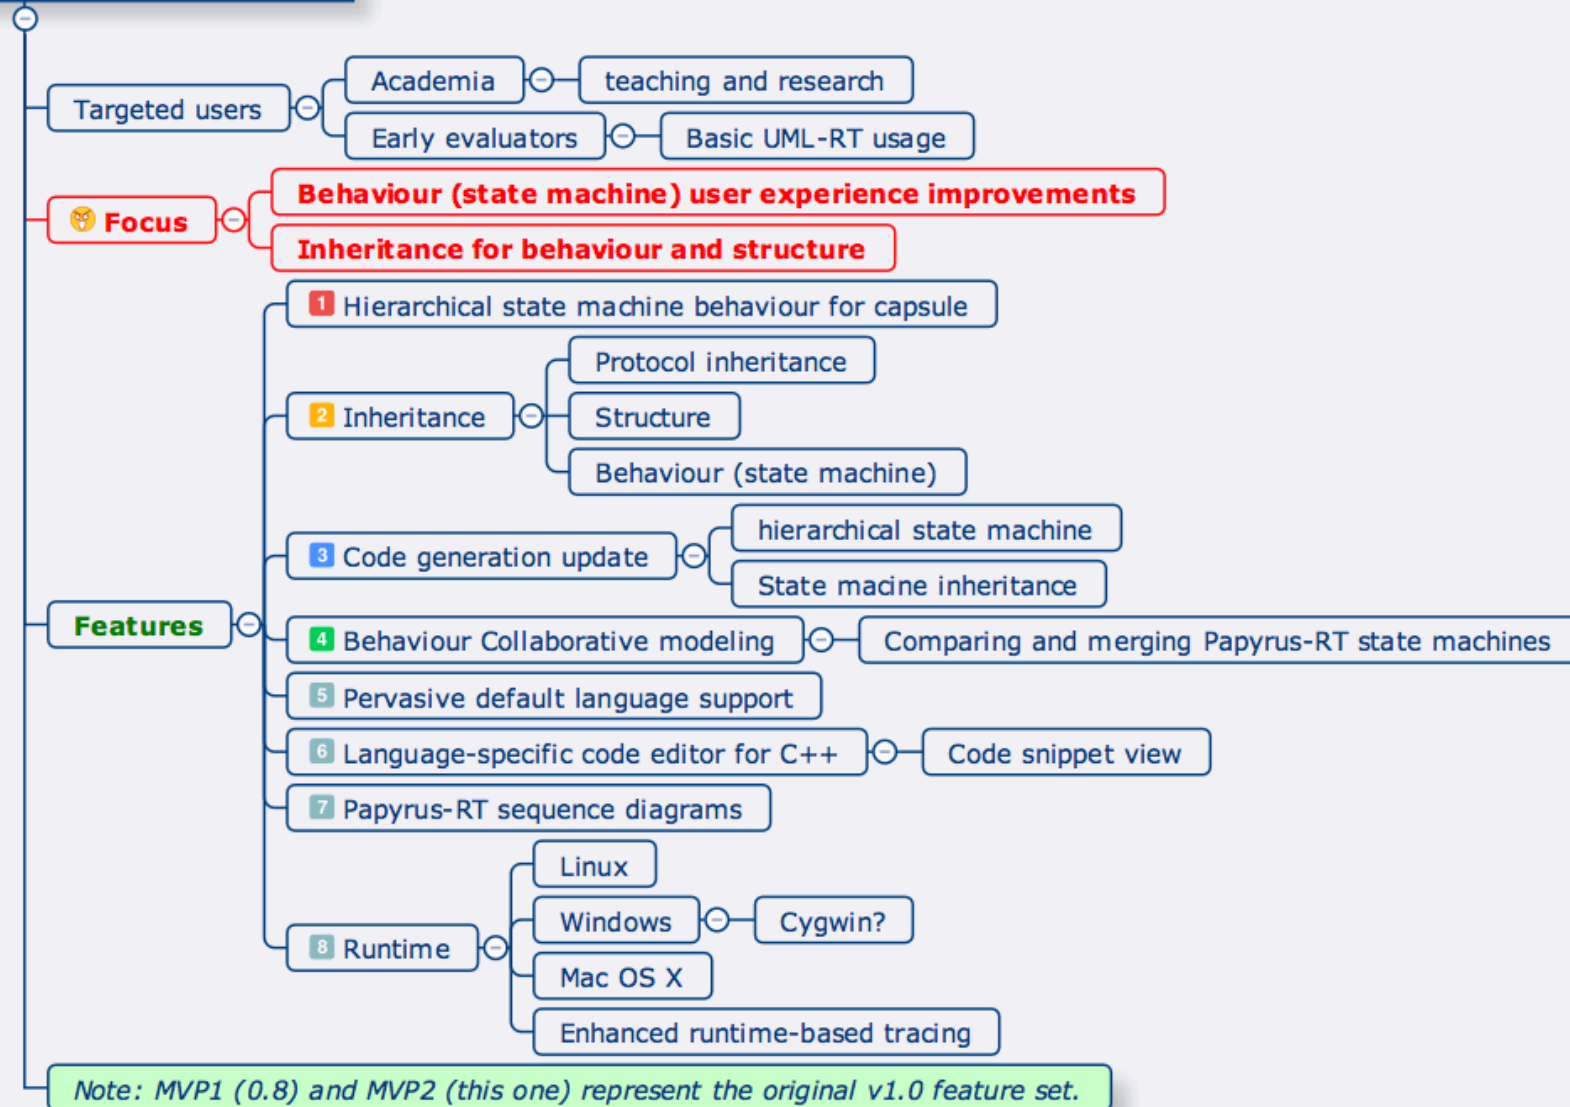 Targeted users
Academia
teaching and research
Early evaluators
Basic UML-RT usage
Focus
Behaviour (state machine) user experience improvements
Inheritance for behaviour and structure
Features
1 Hierarchical state machine behaviour for capsule
2 Inheritance
Protocol inheritance
Structure
Behaviour (state machine)
3 Code generation update
hierarchical state machine
State macine inheritance
4 Behaviour Collaborative modeling
Comparing and merging Papyrus-RT state machines
5 Pervasive default language support
6 Language-specific code editor for C++
Code snippet view
7 Papyrus-RT sequence diagrams
8 Runtime
Linux
Windows
Cygwin?
Mac OS X
Enhanced runtime-based tracing
Note: MVP1 (0.8) and MVP2 (this one) represent the original v1.0 feature set.